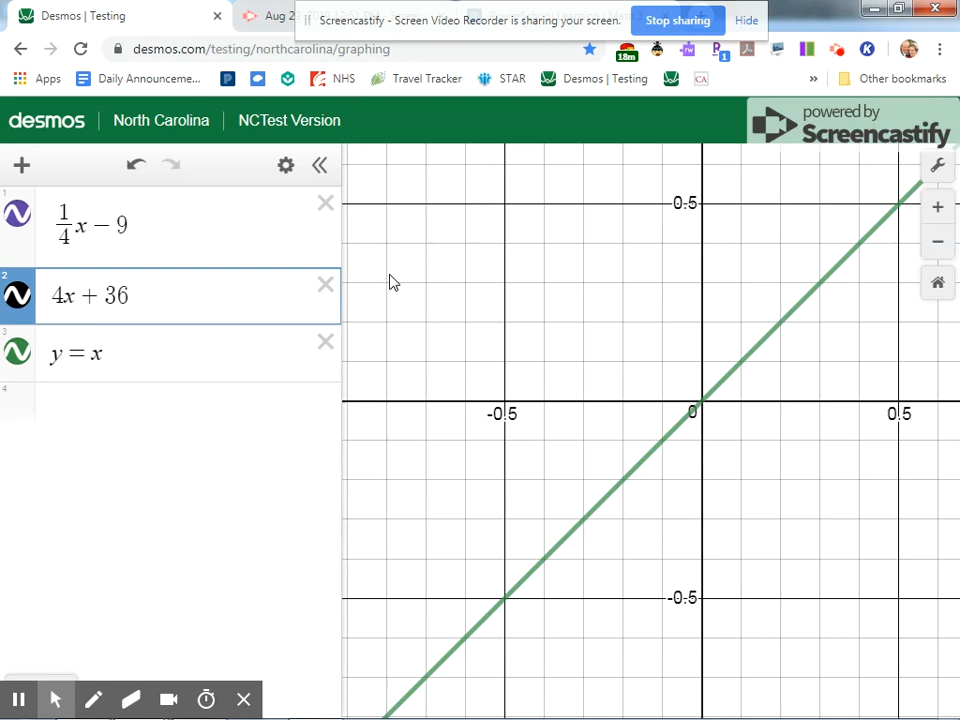 Desmos | Testing
Aug 2
Screencastify - Screen Video Recorder is sharing your screen.
Stop sharing
Hide
desmos.com/testing/northcarolina/graphing
18m
1
Apps
Daily Announceme...
NHS
Travel Tracker
STAR
Desmos | Testing
CA
»
Other bookmarks
desmos
North Carolina
NCTest Version
powered by
Screencastify
1
1/4 x − 9
2
4x + 36
3
y = x
4
0.5
-0.5
0
0.5
-0.5